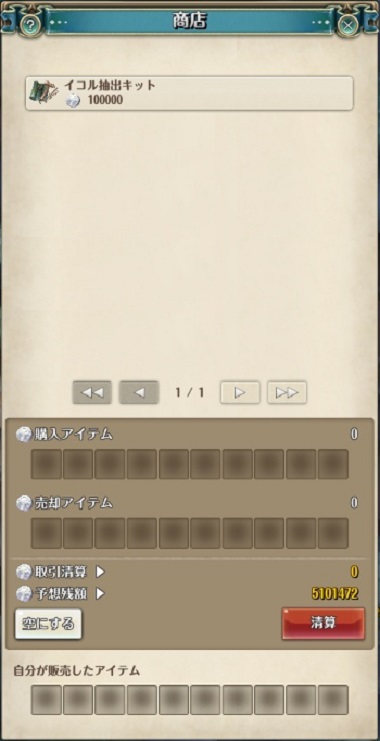 商店
イコル抽出キット
100000
1 / 1
購入アイテム 0
売却アイテム 0
取引清算 0
予想残額 5101472
空にする 清算
自分が販売したアイテム